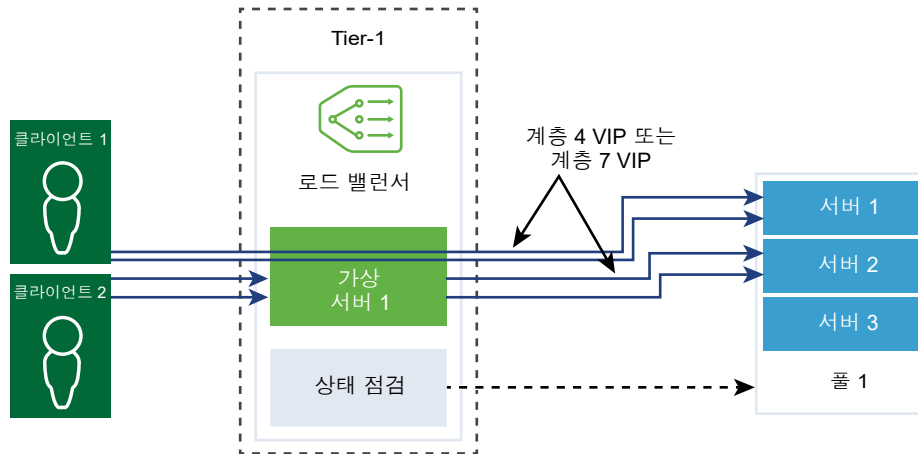 Tier-1
로드 밸런서
클라이언트 1
클라이언트 2
가상
서버 1
상태 점검
계층 4 VIP 또는
계층 7 VIP
서버 1
서버 2
서버 3
풀 1